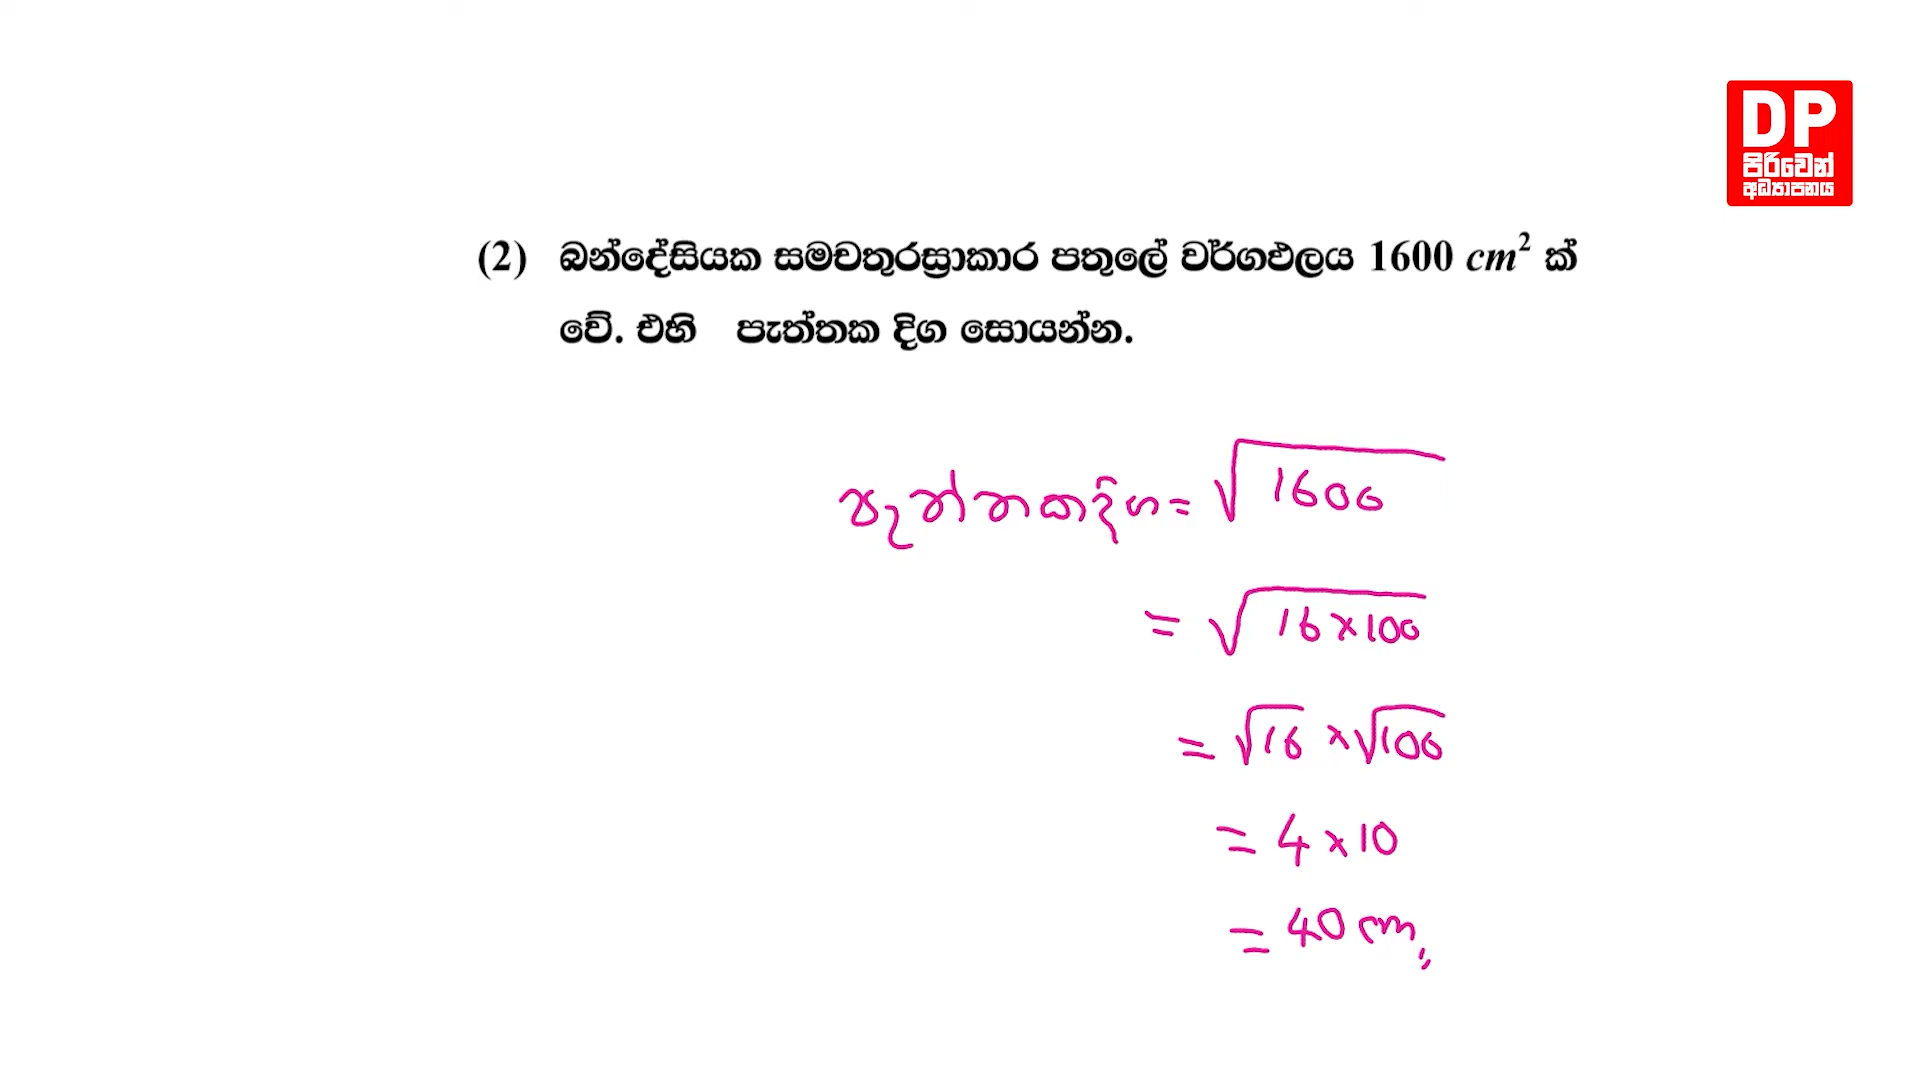 DP
පිරිවෙන්
අධ්‍යාපනය
(2) බන්දේසියක සමචතුරස්‍රාකාර පතුලේ වර්ගඵලය 1600 cm² ක්
වේ. එහි පැත්තක දිග සොයන්න.
පැත්තක දිග = √1600
= √16 × 100
= √16 × √100
= 4 × 10
= 40 cm